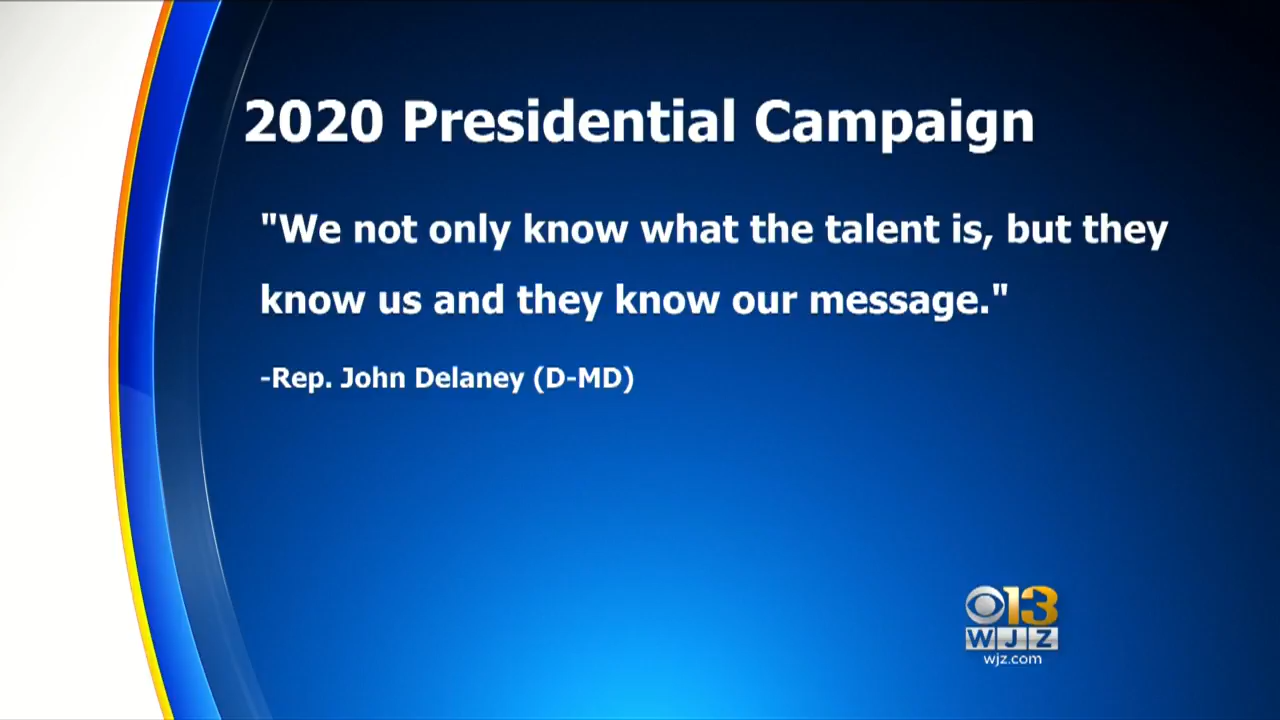 2020 Presidential Campaign
"We not only know what the talent is, but they
know us and they know our message."
-Rep. John Delaney (D-MD)
13
WJZ
wjz.com